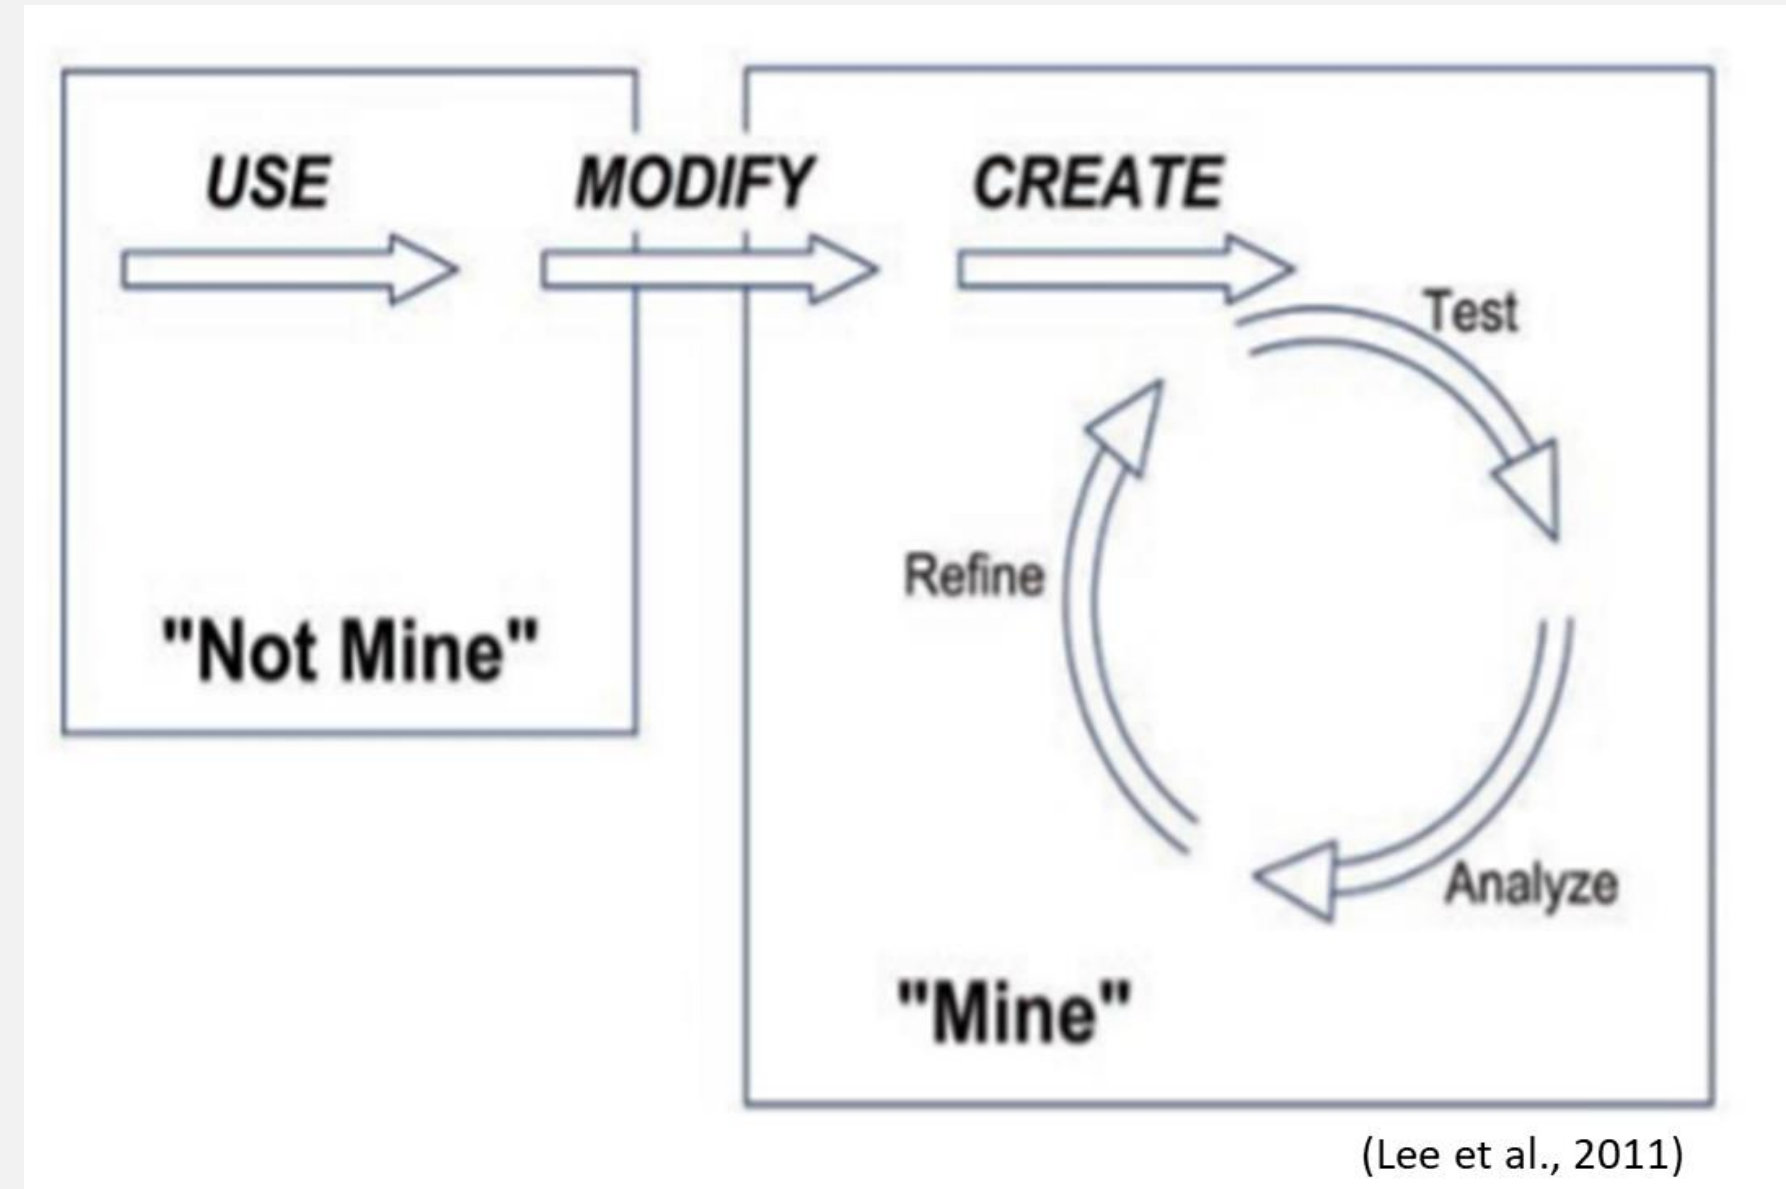 USE
MODIFY
CREATE
Test
Refine
"Not Mine"
Analyze
"Mine"
(Lee et al., 2011)